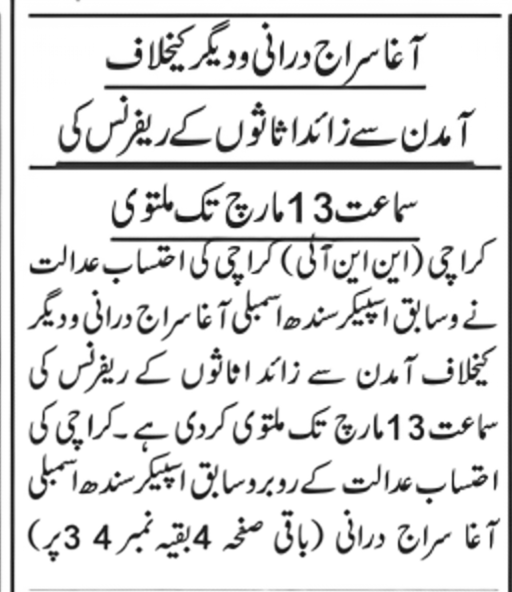 آغا سراج درانی ودیگر کیخلاف
آمدن سے زائد اثاثوں کے ریفرنس کی
سماعت 13 مارچ تک ملتوی
کراچی (این این آئی) کراچی کی احتساب عدالت
نے وسابق اسپیکر سندھ اسمبلی آغا سراج درانی ودیگر
کیخلاف آمدن سے زائد اثاثوں کے ریفرنس کی
سماعت 13 مارچ تک ملتوی کردی ہے۔ کراچی کی
احتساب عدالت کے روبرو سابق اسپیکر سندھ اسمبلی
آغا سراج درانی (باقی صفحہ 4 بقیہ نمبر 34 پر)